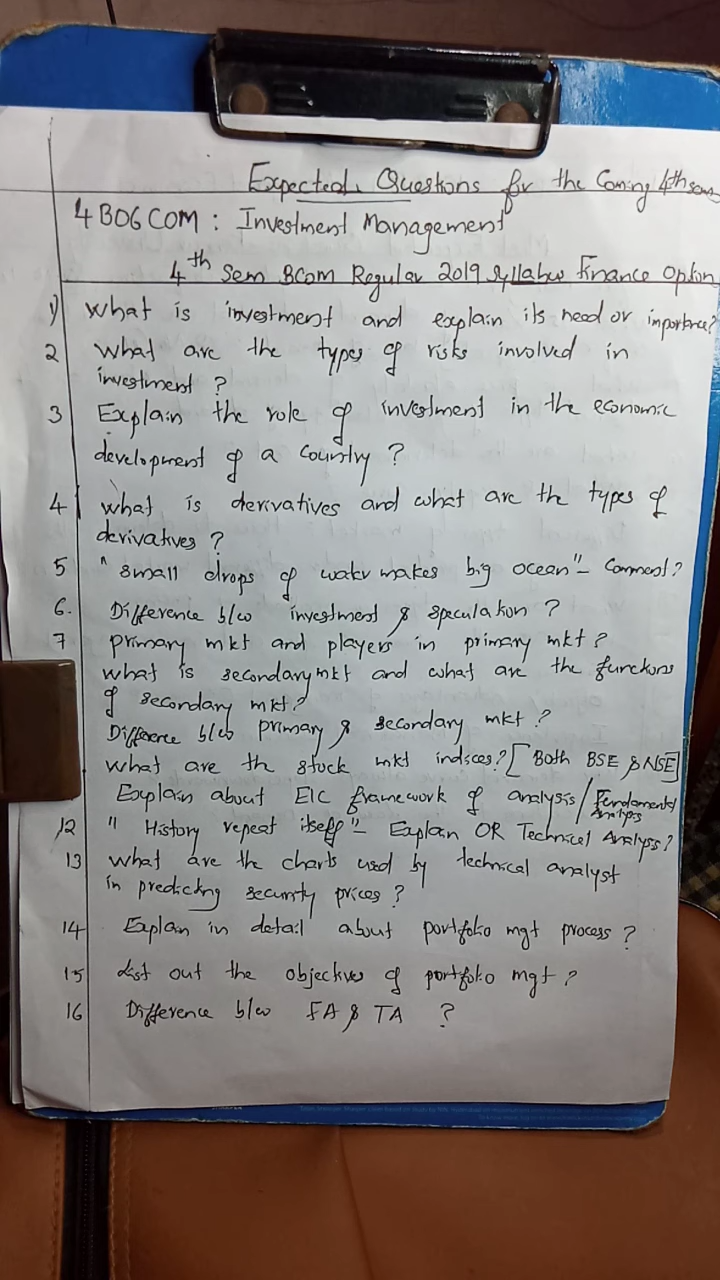 Expected Questions for the Coming 4th sem
4 BO6 COM : Investment Management
4th Sem BCom Regular 2019 Syllabus Finance Option
1) What is investment and explain its need or importance?
2 What are the types of risks involved in
investment ?
3 Explain the role of investment in the economic
development of a country ?
4 what is derivatives and what are the types of
derivatives ?
5 "small drops of water makes big ocean" - Comment?
6. Difference b/w investment & speculation ?
7 primary mkt and players in primary mkt ?
what is secondary mkt and what are the functions
of secondary mkt?
Difference b/w primary & secondary mkt ?
what are the stock mkt indices? [Both BSE & NSE]
Explain about EIC framework of analysis / Fundamental
Analysis
12 "History repeat itself" - Explain OR Technical Analysis?
13 what are the charts used by technical analyst
in predicting security prices ?
14 Explain in detail about portfolio mgt process ?
15 List out the objectives of portfolio mgt ?
16 Difference b/w FA & TA ?